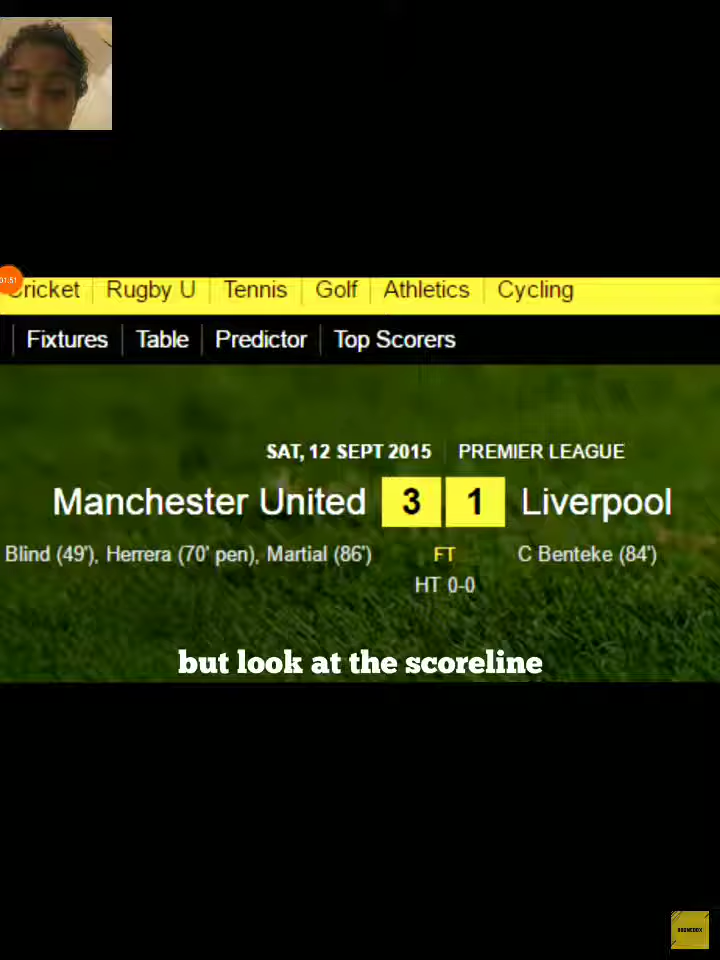 Cricket Rugby U Tennis Golf Athletics Cycling
Fixtures Table Predictor Top Scorers
SAT, 12 SEPT 2015 PREMIER LEAGUE
Manchester United 3 1 Liverpool
Blind (49'), Herrera (70' pen), Martial (86') FT C Benteke (84')
HT 0-0
but look at the scoreline